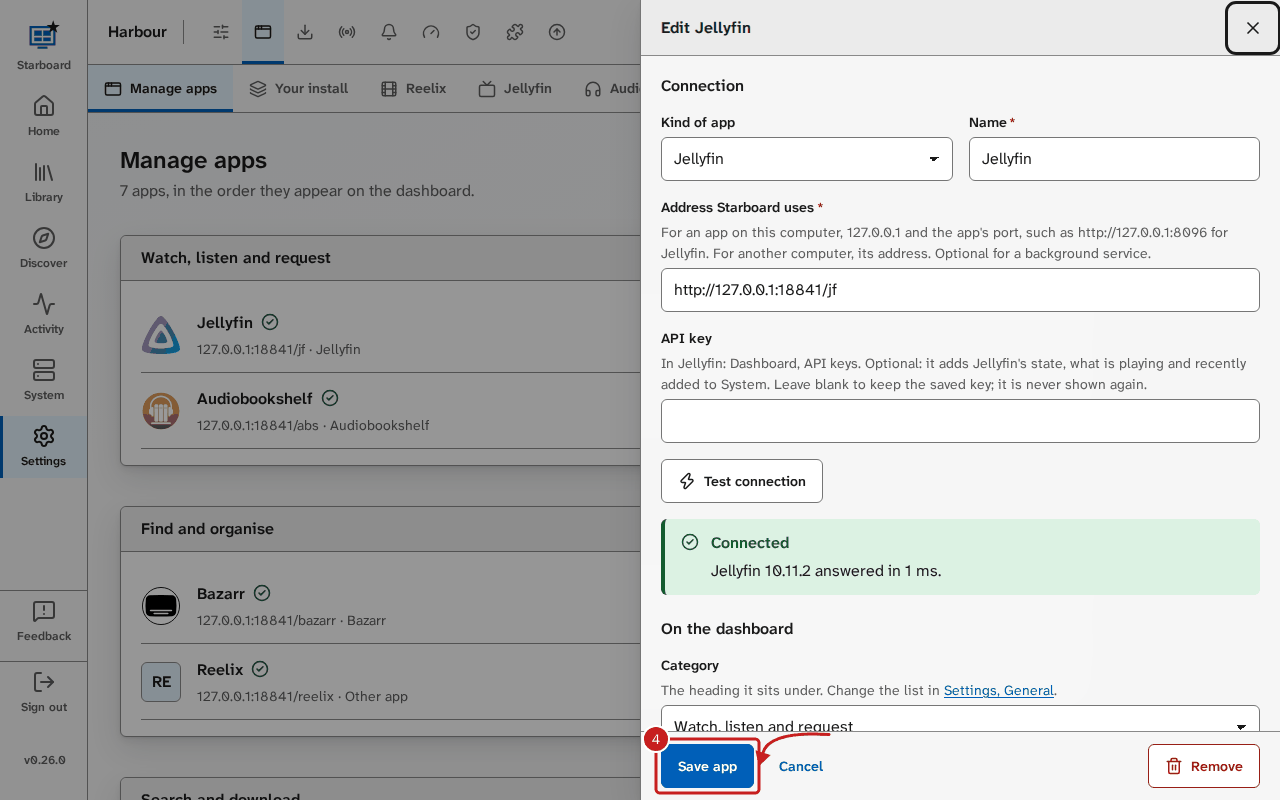 Starboard
Home
Library
Discover
Activity
System
Settings
Feedback
Sign out
v0.26.0
Harbour
Manage apps
Your install
Reelix
Jellyfin
Manage apps
7 apps, in the order they appear on the dashboard.
Watch, listen and request
Jellyfin
127.0.0.1:18841/jf · Jellyfin
Audiobookshelf
127.0.0.1:18841/abs · Audiobookshelf
Find and organise
Bazarr
127.0.0.1:18841/bazarr · Bazarr
RE
Reelix
127.0.0.1:18841/reelix · Other app
Search and download
Edit Jellyfin
Connection
Kind of app
Name *
Jellyfin
Jellyfin
Address Starboard uses *
For an app on this computer, 127.0.0.1 and the app's port, such as http://127.0.0.1:8096 for
Jellyfin. For another computer, its address. Optional for a background service.
http://127.0.0.1:18841/jf
API key
In Jellyfin: Dashboard, API keys. Optional: it adds Jellyfin's state, what is playing and recently
added to System. Leave blank to keep the saved key; it is never shown again.
Test connection
Connected
Jellyfin 10.11.2 answered in 1 ms.
On the dashboard
Category
The heading it sits under. Change the list in Settings, General.
Watch, listen and request
4
Save app
Cancel
Remove